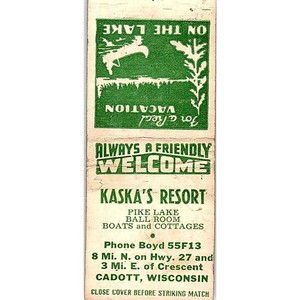 For a Real
VACATION
ON THE LAKE
ALWAYS A FRIENDLY
WELCOME
KASKA'S RESORT
PIKE LAKE
BALL ROOM
BOATS and COTTAGES
Phone Boyd 55F13
8 Mi. N. on Hwy. 27 and
3 Mi. E. of Crescent
CADOTT, WISCONSIN
CLOSE COVER BEFORE STRIKING MATCH